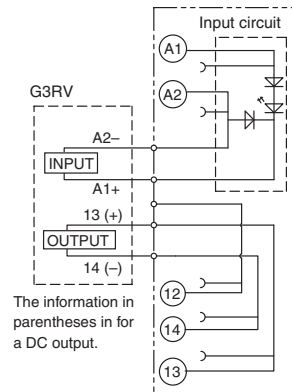 Input circuit
A1
A2
G3RV
A2–
INPUT
A1+
13 (+)
OUTPUT
14 (–)
12
14
13
The information in
parentheses in for
a DC output.